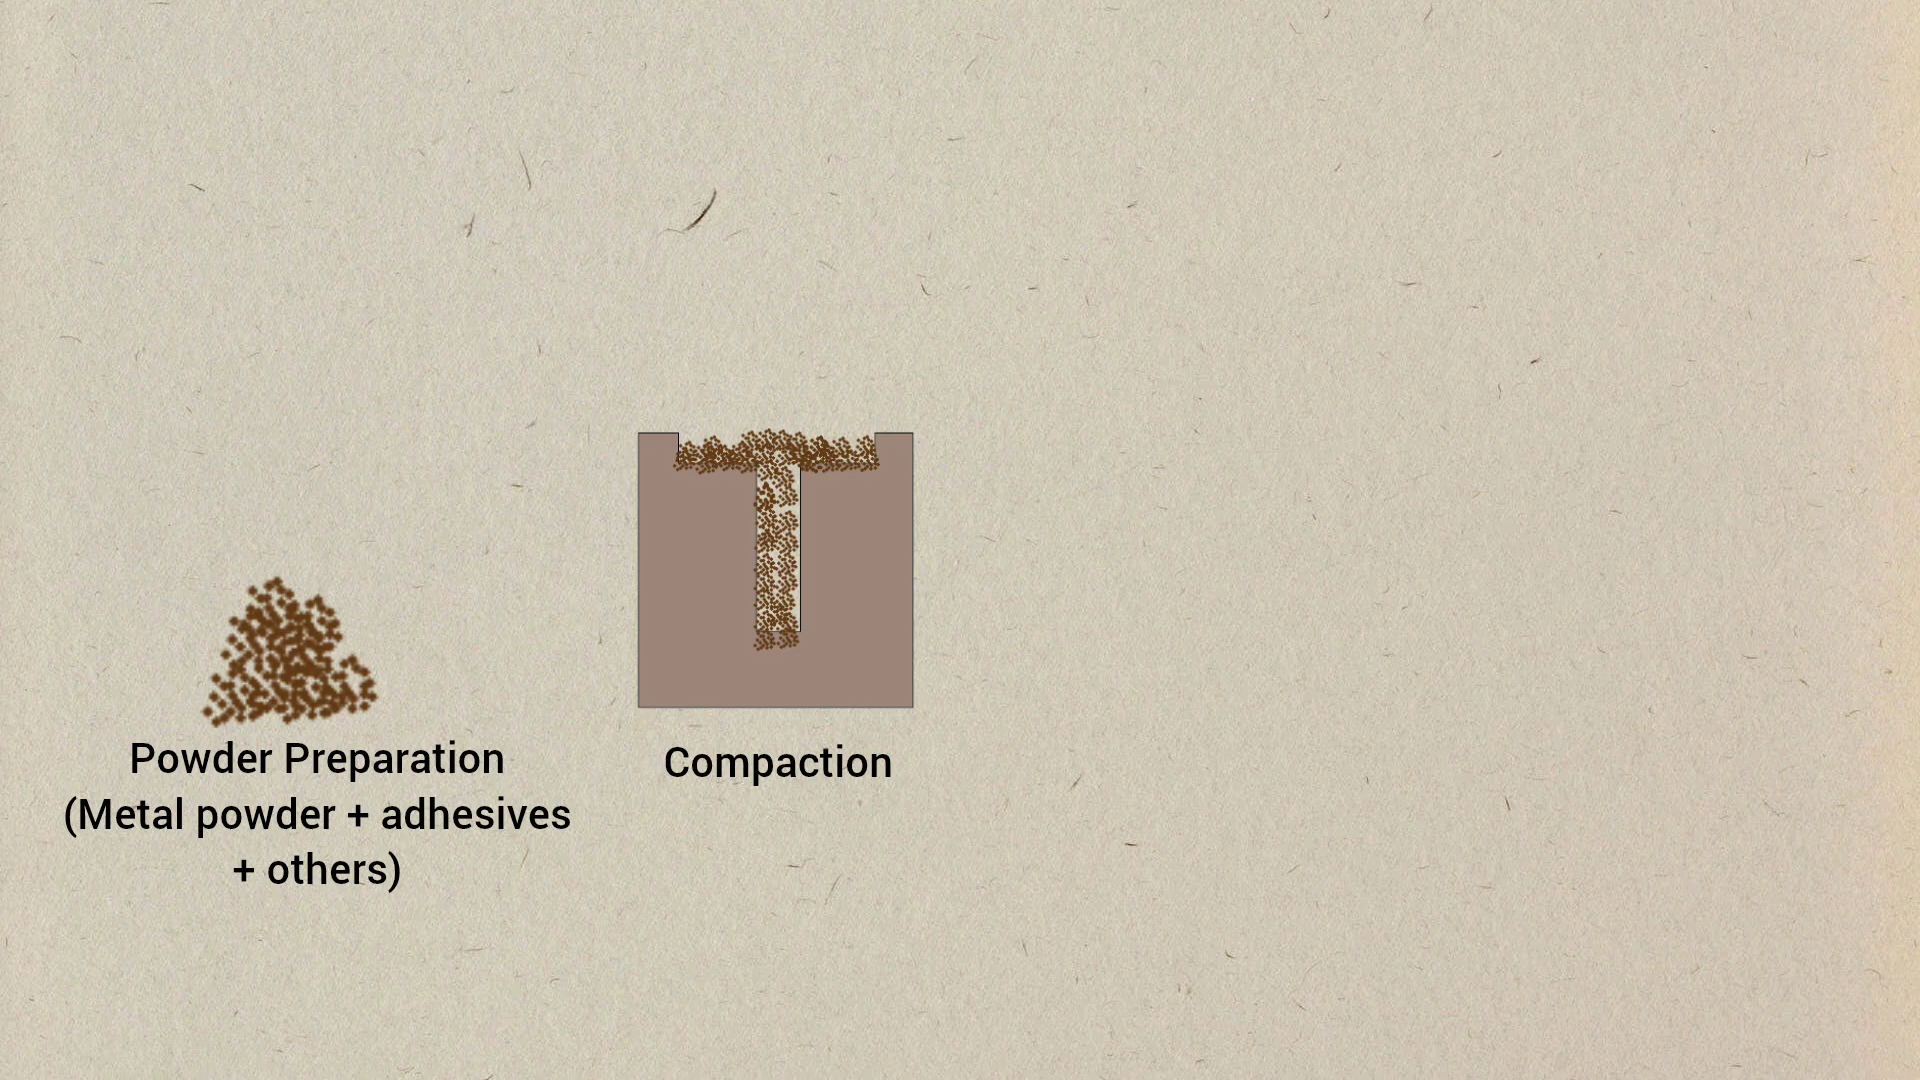 Powder Preparation
(Metal powder + adhesives
+ others)
Compaction